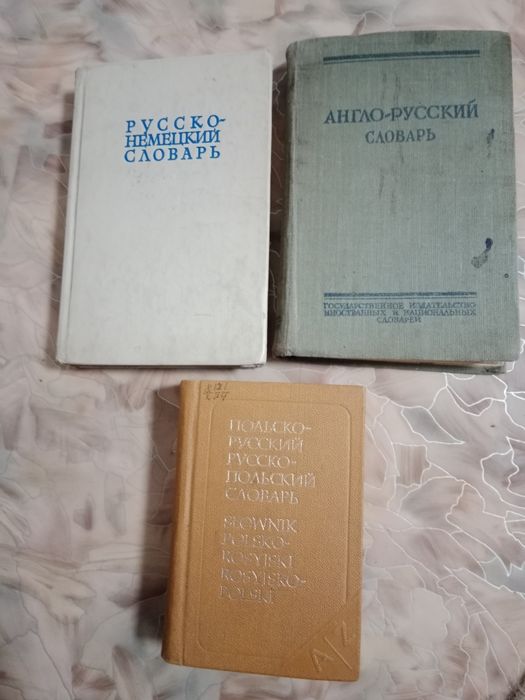 РУССКО-
НЕМЕЦКИЙ
СЛОВАРЬ
АНГЛО-РУССКИЙ
СЛОВАРЬ
ГОСУДАРСТВЕННОЕ ИЗДАТЕЛЬСТВО
ИНОСТРАННЫХ И НАЦИОНАЛЬНЫХ
СЛОВАРЕЙ
ПОЛЬСКО-
РУССКИЙ
РУССКО-
ПОЛЬСКИЙ
СЛОВАРЬ
SŁOWNIK
POLSKO-
ROSYJSKI
ROSYJSKO-
POLSKI
A/Z